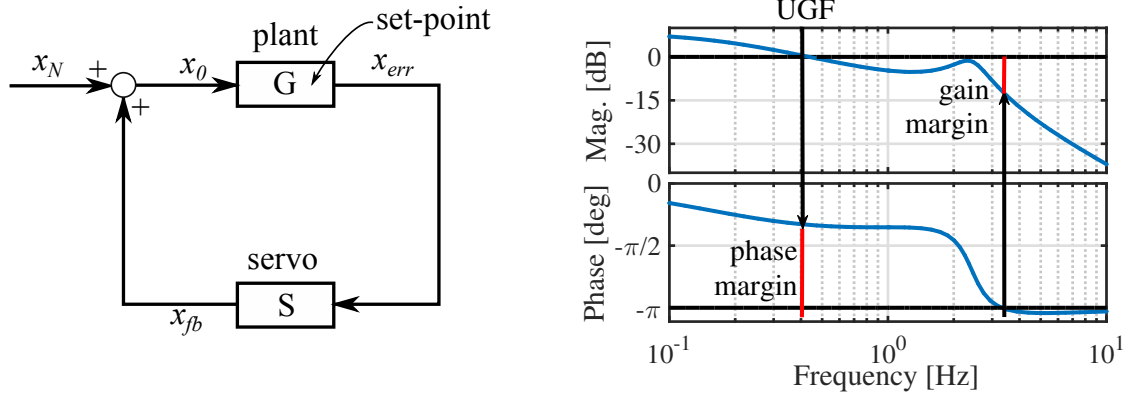 plant
set-point
x_N
+
x_0
G
x_err
+
servo
S
x_fb
UGF
Mag. [dB]
0
-15
-30
gain
margin
Phase [deg]
0
-π/2
-π
phase
margin
10^-1
10^0
10^1
Frequency [Hz]